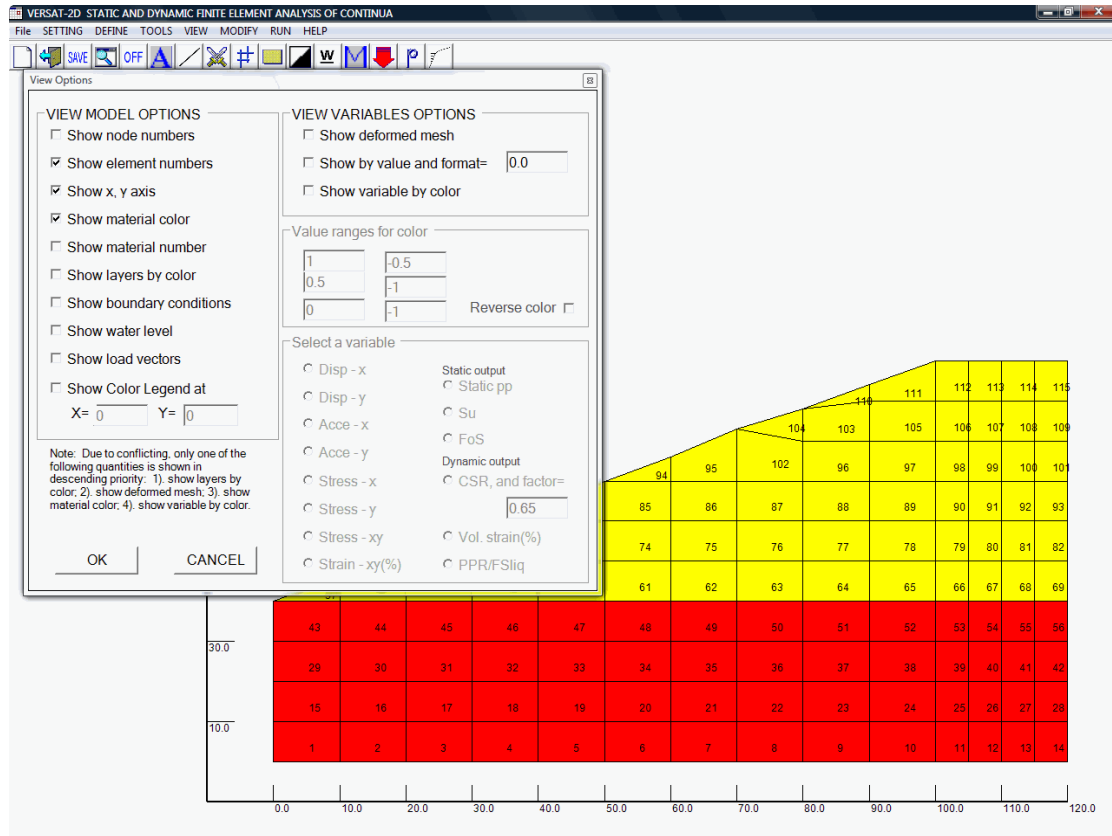 VERSAT-2D STATIC AND DYNAMIC FINITE ELEMENT ANALYSIS OF CONTINUA
File SETTING DEFINE TOOLS VIEW MODIFY RUN HELP
SAVE OFF A W P
View Options
VIEW MODEL OPTIONS
Show node numbers
Show element numbers
Show x, y axis
Show material color
Show material number
Show layers by color
Show boundary conditions
Show water level
Show load vectors
Show Color Legend at
X= 0 Y= 0
Note: Due to conflicting, only one of the
following quantities is shown in
descending priority: 1). show layers by
color; 2). show deformed mesh; 3). show
material color; 4). show variable by color.
OK CANCEL
VIEW VARIABLES OPTIONS
Show deformed mesh
Show by value and format= 0.0
Show variable by color
Value ranges for color
1 -0.5
0.5 -1
0 -1 Reverse color
Select a variable
Disp - x
Disp - y
Acce - x
Acce - y
Stress - x
Stress - y
Stress - xy
Strain - xy(%)
Static output
Static pp
Su
FoS
Dynamic output
CSR, and factor=
0.65
Vol. strain(%)
PPR/FSliq
111 112 113 114 115
110
104 103 105 106 107 108 109
94 95 102 96 97 98 99 100 101
85 86 87 88 89 90 91 92 93
74 75 76 77 78 79 80 81 82
61 62 63 64 65 66 67 68 69
43 44 45 46 47 48 49 50 51 52 53 54 55 56
30.0
29 30 31 32 33 34 35 36 37 38 39 40 41 42
15 16 17 18 19 20 21 22 23 24 25 26 27 28
10.0
1 2 3 4 5 6 7 8 9 10 11 12 13 14
0.0 10.0 20.0 30.0 40.0 50.0 60.0 70.0 80.0 90.0 100.0 110.0 120.0